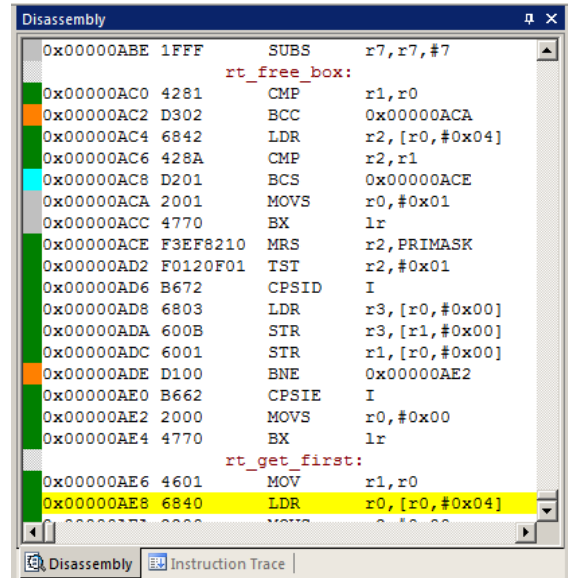 Disassembly
0x00000ABE 1FFF SUBS r7,r7,#7
rt_free_box:
0x00000AC0 4281 CMP r1,r0
0x00000AC2 D302 BCC 0x00000ACA
0x00000AC4 6842 LDR r2,[r0,#0x04]
0x00000AC6 428A CMP r2,r1
0x00000AC8 D201 BCS 0x00000ACE
0x00000ACA 2001 MOVS r0,#0x01
0x00000ACC 4770 BX lr
0x00000ACE F3EF8210 MRS r2,PRIMASK
0x00000AD2 F0120F01 TST r2,#0x01
0x00000AD6 B672 CPSID I
0x00000AD8 6803 LDR r3,[r0,#0x00]
0x00000ADA 600B STR r3,[r1,#0x00]
0x00000ADC 6001 STR r1,[r0,#0x00]
0x00000ADE D100 BNE 0x00000AE2
0x00000AE0 B662 CPSIE I
0x00000AE2 2000 MOVS r0,#0x00
0x00000AE4 4770 BX lr
rt_get_first:
0x00000AE6 4601 MOV r1,r0
0x00000AE8 6840 LDR r0,[r0,#0x04]
Disassembly Instruction Trace